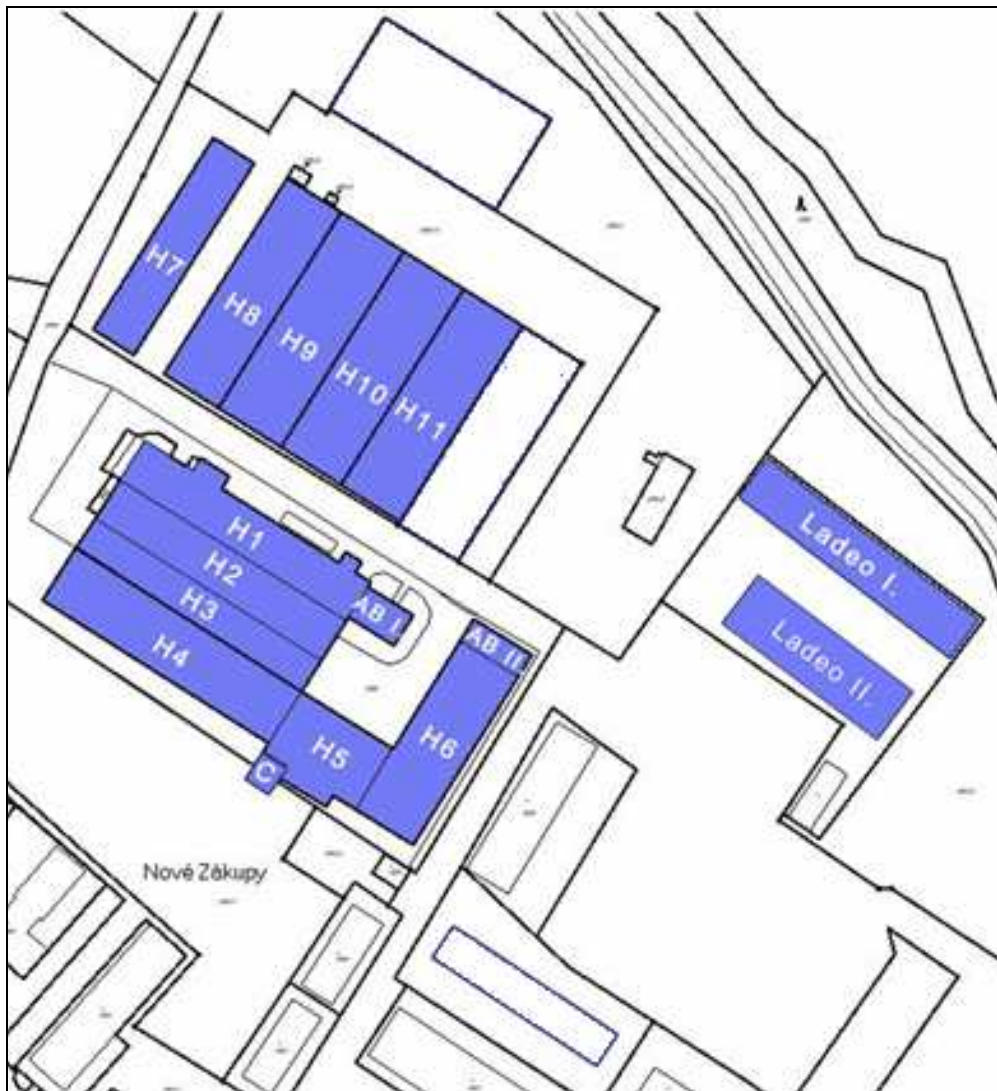 H7
H8
H9
H10
H11
H1
H2
H3
H4
AB I
AB II
H5
H6
C
Ladeo I.
Ladeo II.
Nové Zákupy